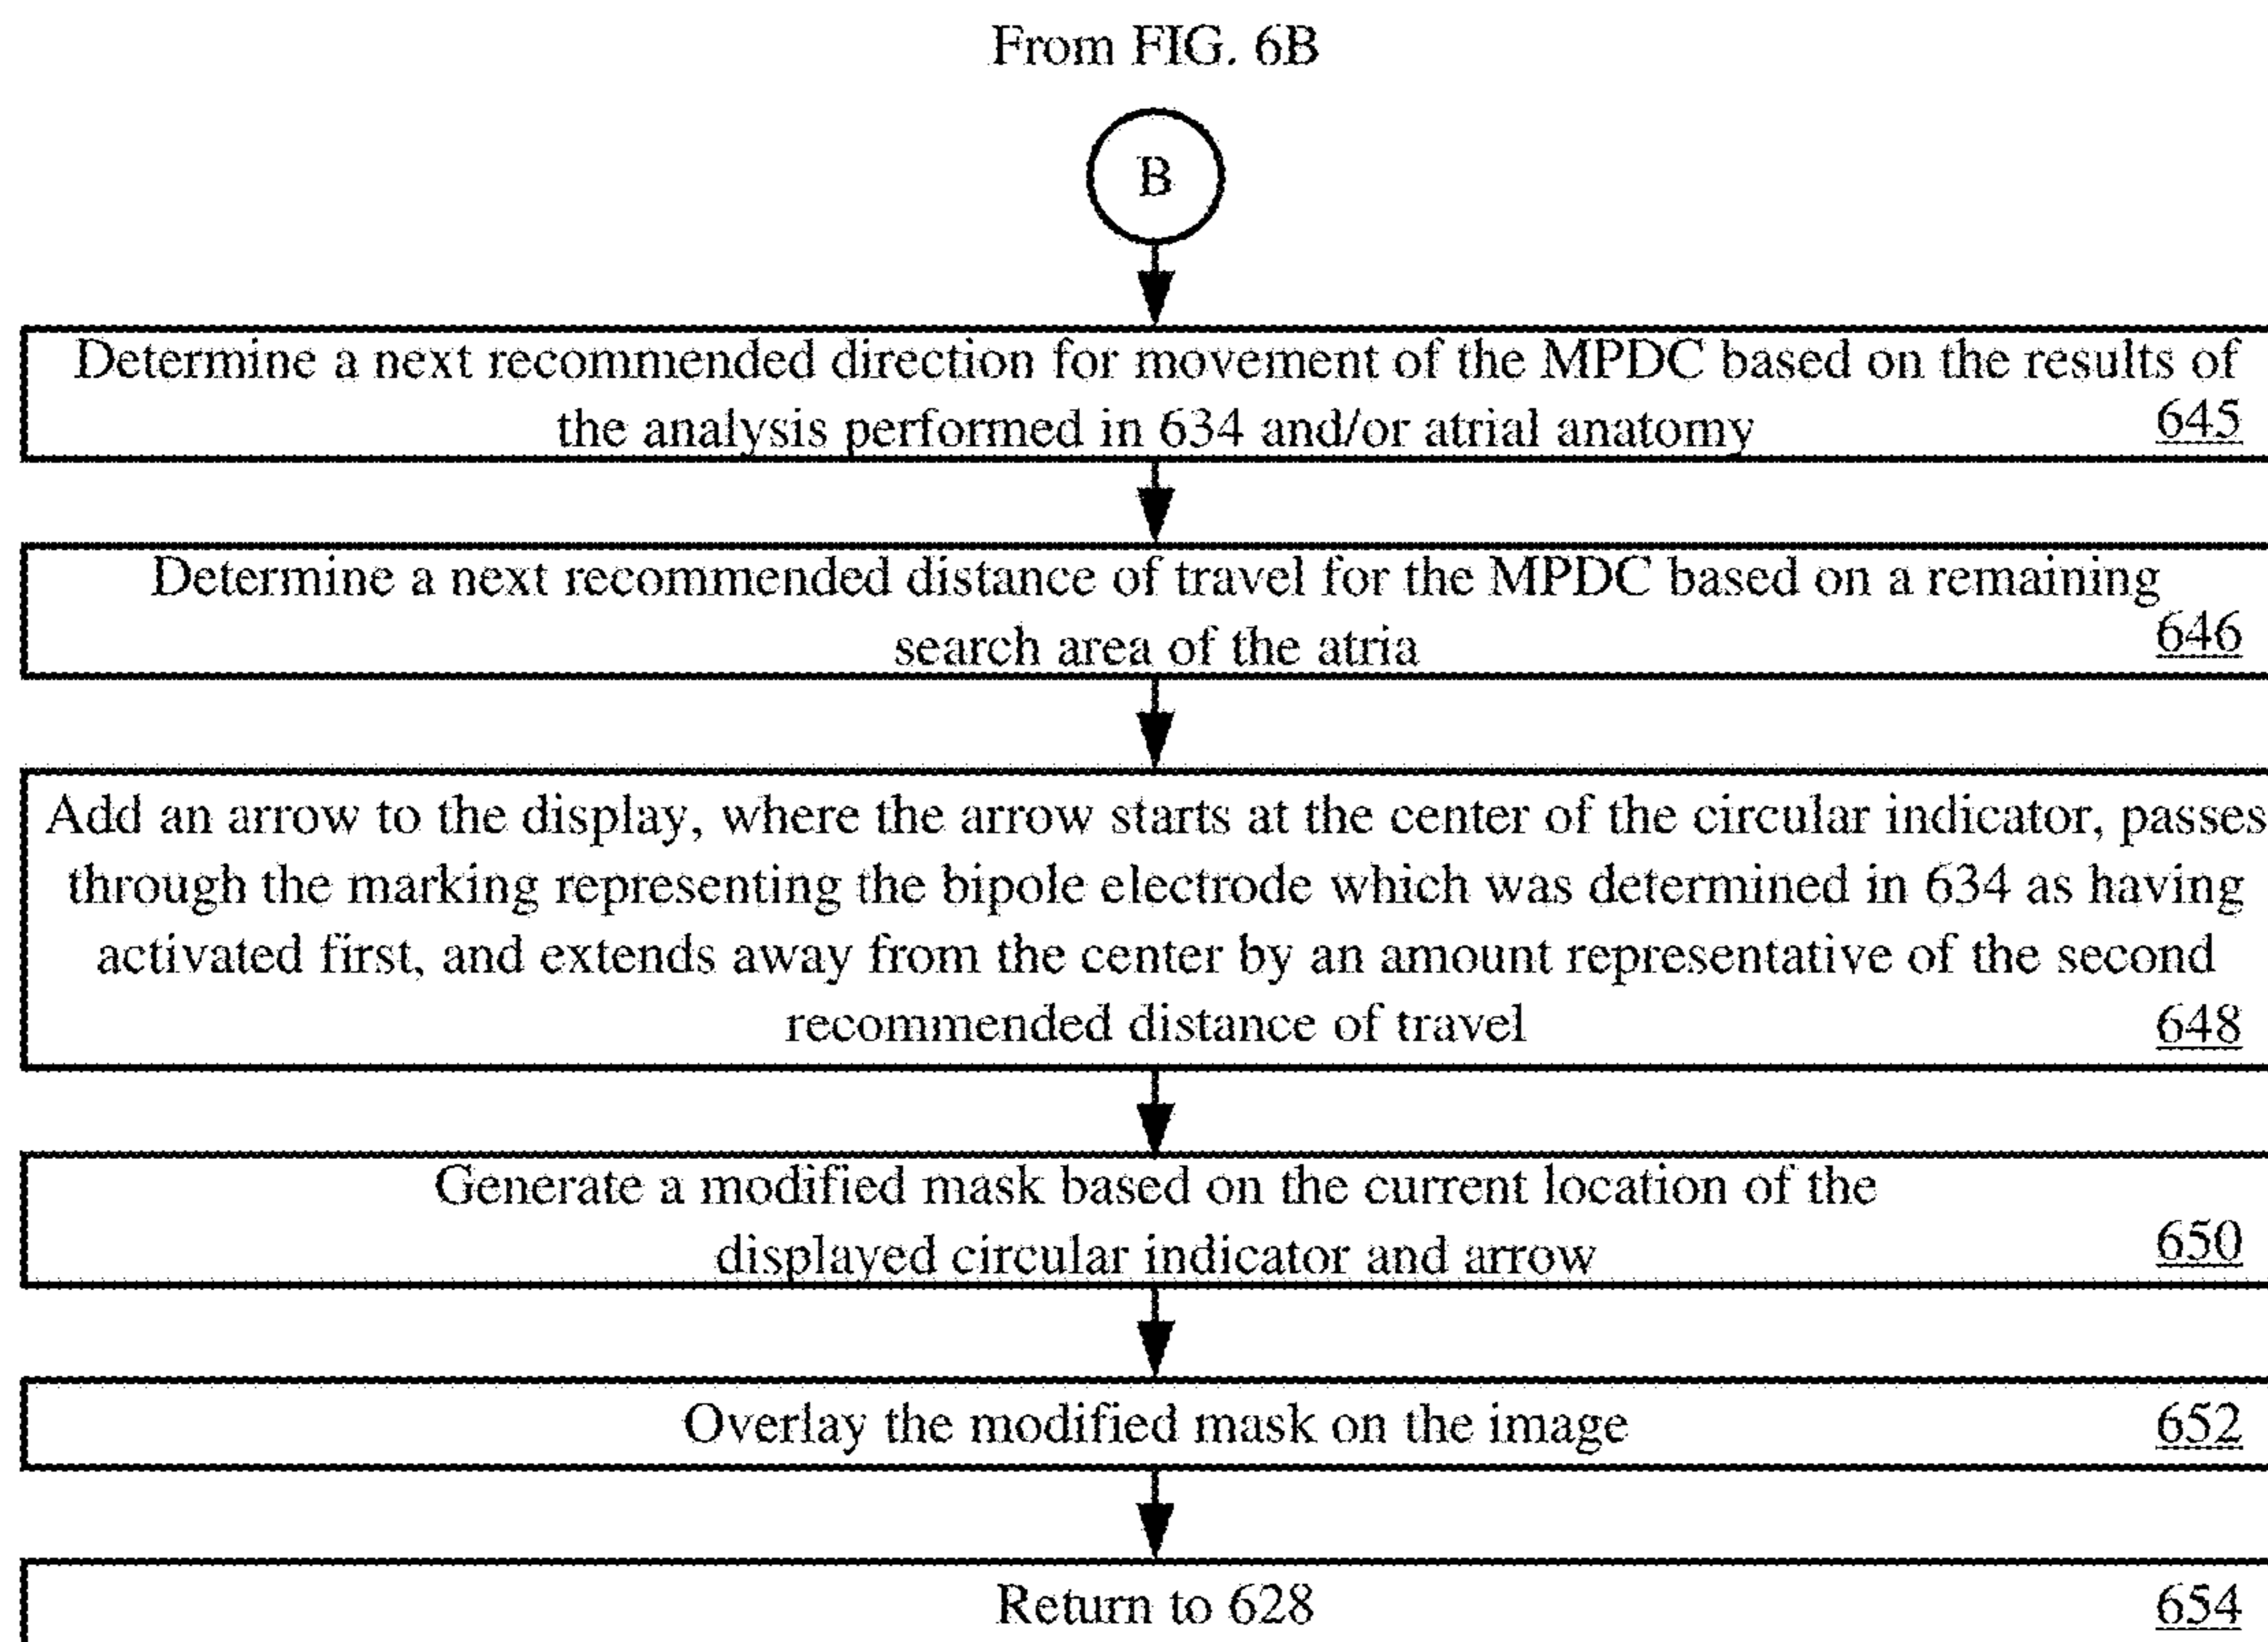 From FIG. 6B
B
Determine a next recommended direction for movement of the MPDC based on the results of
the analysis performed in 634 and/or atrial anatomy 645
Determine a next recommended distance of travel for the MPDC based on a remaining
search area of the atria 646
Add an arrow to the display, where the arrow starts at the center of the circular indicator, passes
through the marking representing the bipole electrode which was determined in 634 as having
activated first, and extends away from the center by an amount representative of the second
recommended distance of travel 648
Generate a modified mask based on the current location of the
displayed circular indicator and arrow 650
Overlay the modified mask on the image 652
Return to 628 654